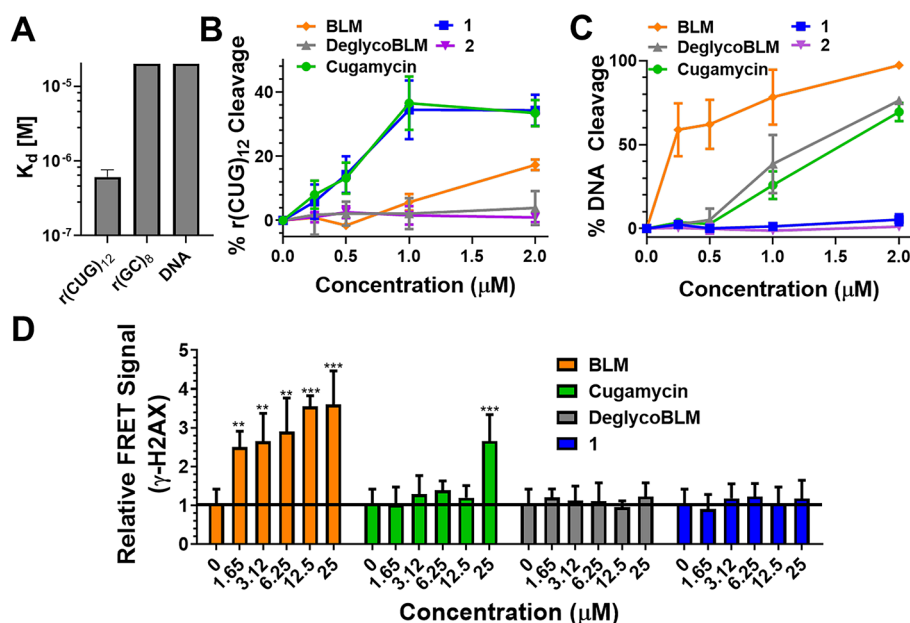 A
K_d [M]
10⁻⁵
10⁻⁶
10⁻⁷
r(CUG)₁₂
r(GC)₈
DNA
B
BLM
DeglycoBLM
Cugamycin
1
2
% r(CUG)₁₂ Cleavage
40
20
0
0.0 0.5 1.0 2.0
Concentration (μM)
C
BLM
DeglycoBLM
Cugamycin
1
2
% DNA Cleavage
100
50
0
0.0 0.5 1.0 2.0
Concentration (μM)
D
Relative FRET Signal
(γ-H2AX)
5
4
3
2
1
0
** ** ** *** ***
***
BLM
Cugamycin
DeglycoBLM
1
0 1.65 3.12 6.25 12.5 25
0 1.65 3.12 6.25 12.5 25
0 1.65 3.12 6.25 12.5 25
0 1.65 3.12 6.25 12.5 25
Concentration (μM)